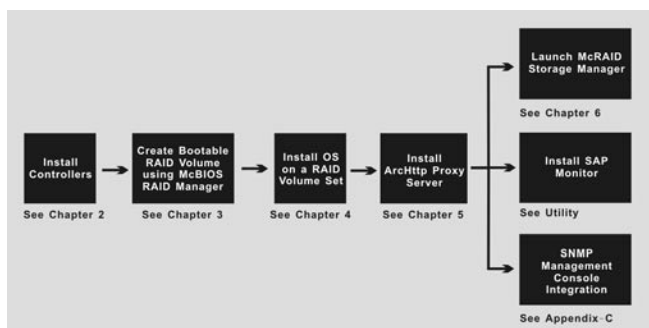 Install
Controllers
See Chapter 2
Create Bootable
RAID Volume
using McBIOS
RAID Manager
See Chapter 3
Install OS
on a RAID
Volume Set
See Chapter 4
Install
ArcHttp Proxy
Server
See Chapter 5
Launch McRAID
Storage Manager
See Chapter 6
Install SAP
Monitor
See Utility
SNMP
Management
Console
Integration
See Appendix-C